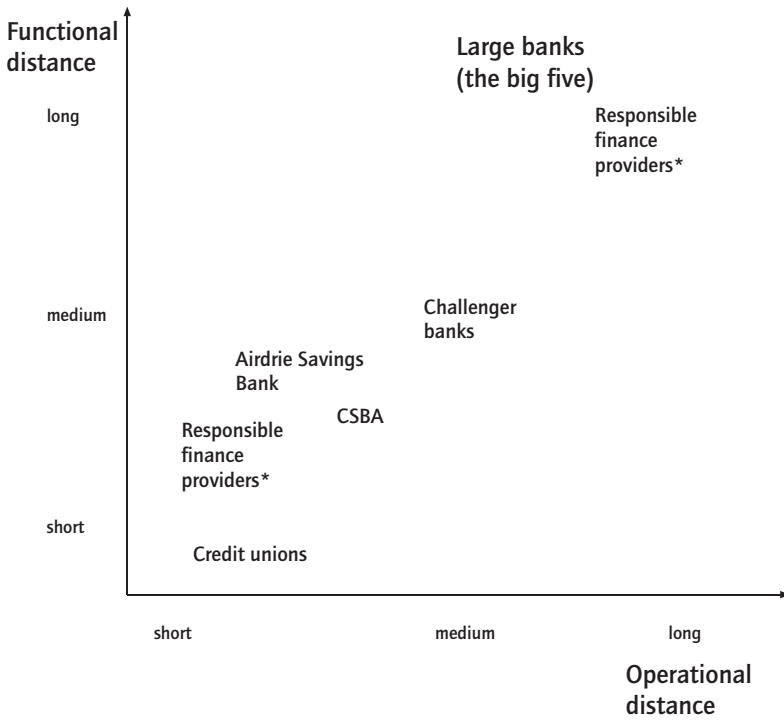 Functional
distance
Large banks
(the big five)
long
Responsible
finance
providers*
medium
Challenger
banks
Airdrie Savings
Bank
CSBA
Responsible
finance
providers*
short
Credit unions
short
medium
long
Operational
distance